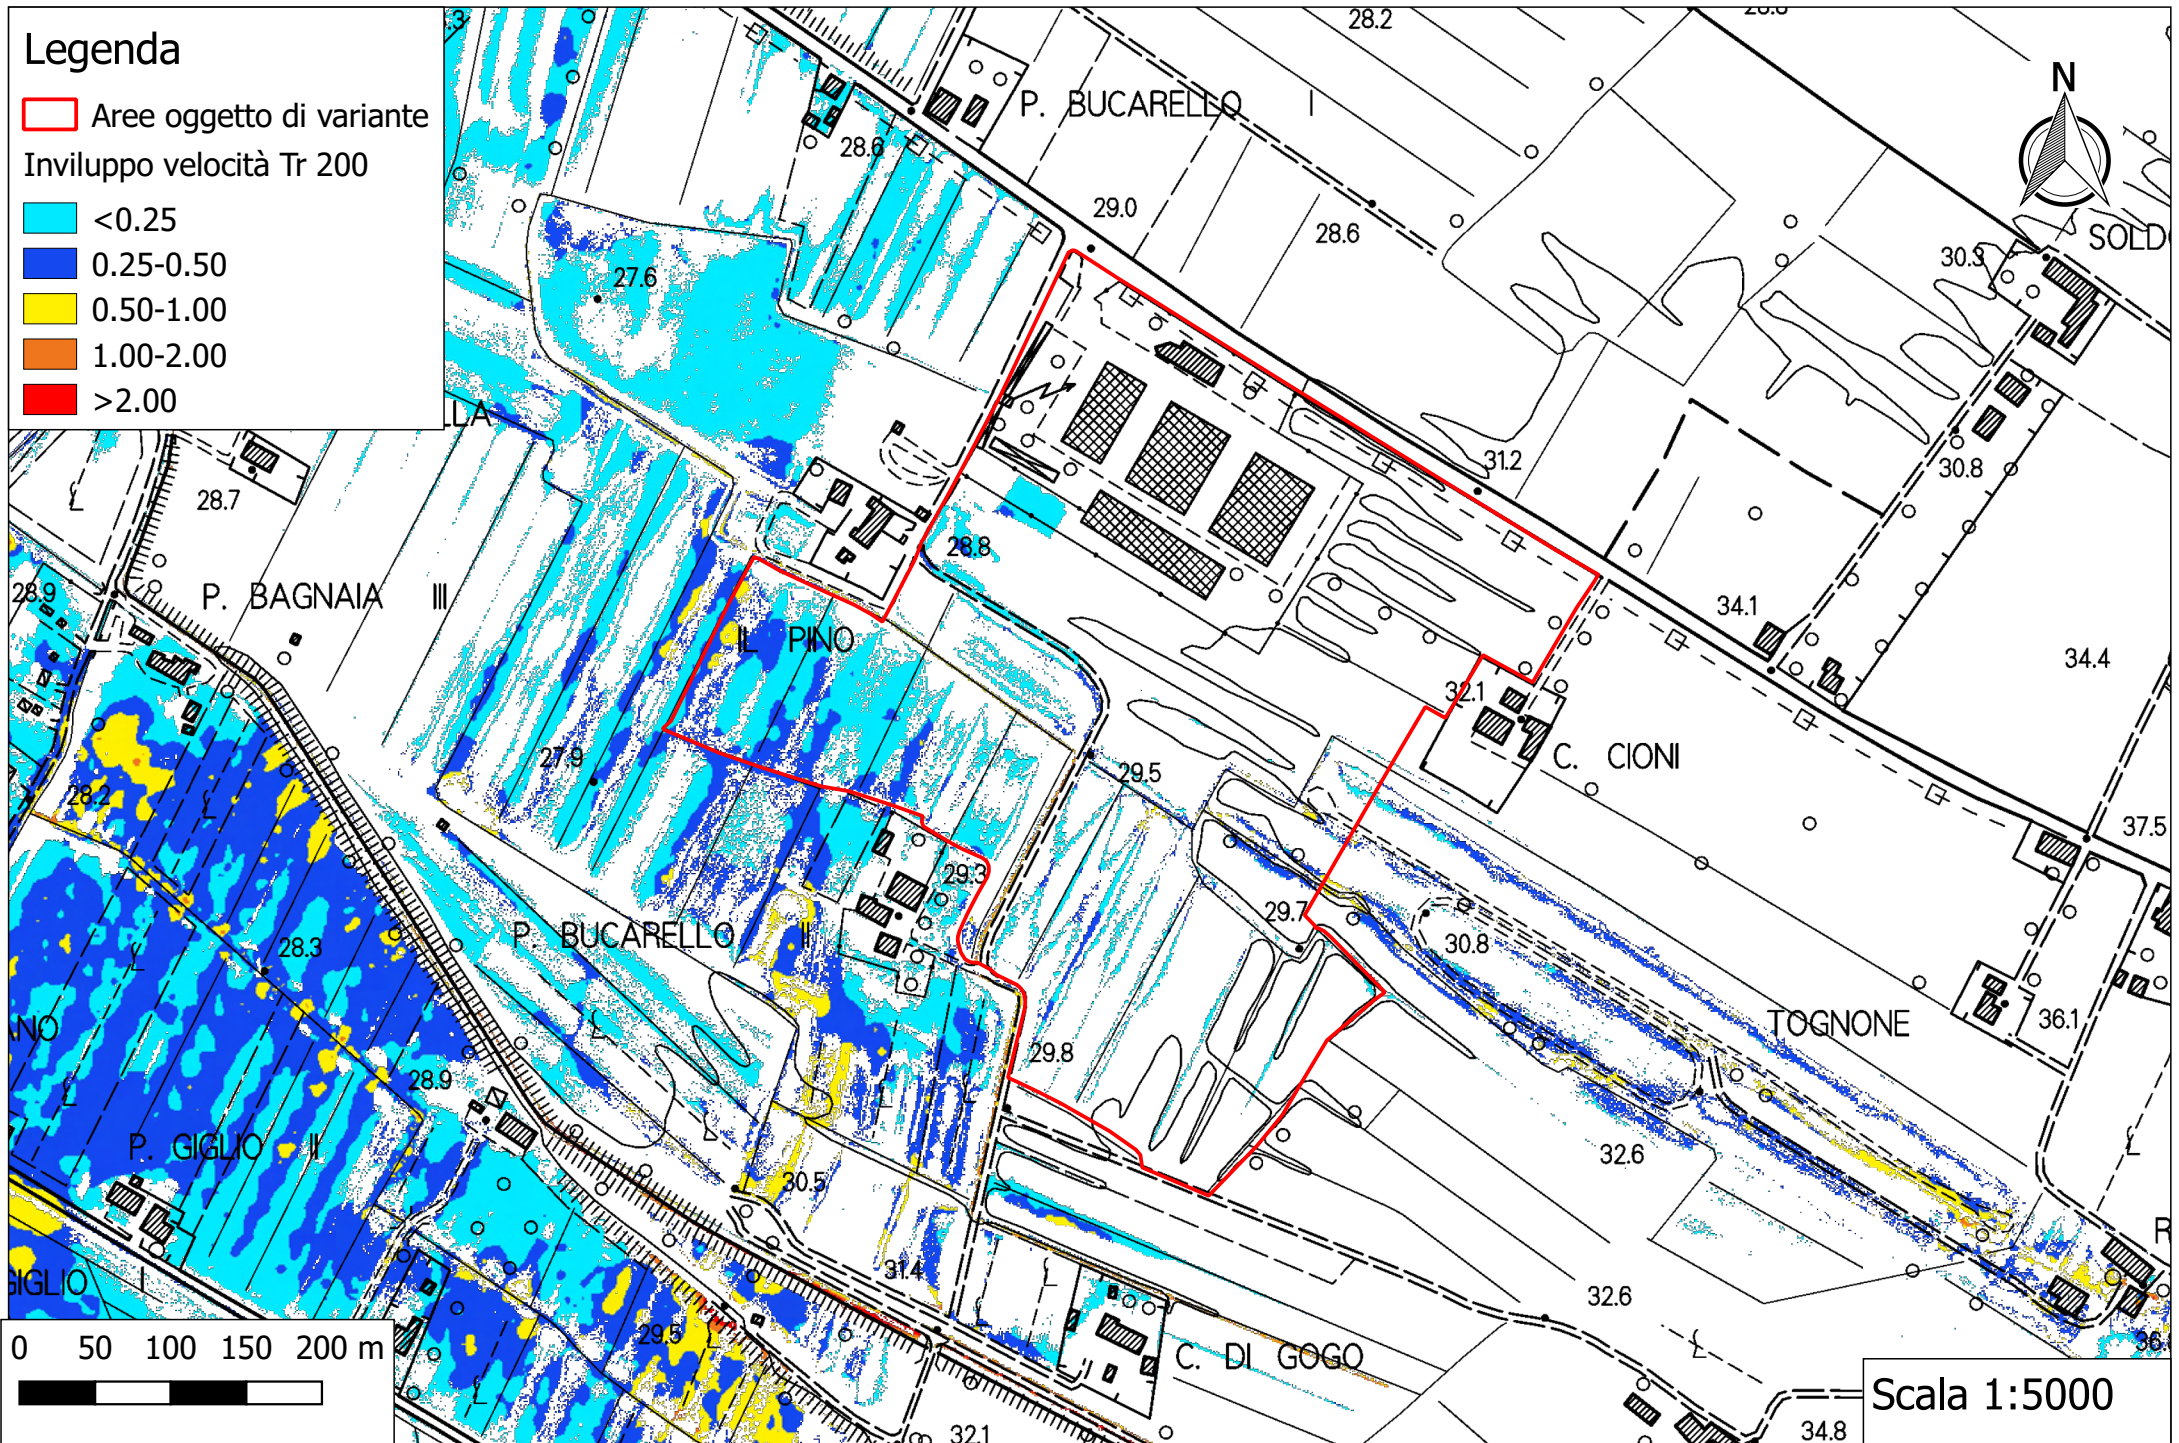 Legenda
Aree oggetto di variante
Inviluppo velocità Tr 200
<0.25
0.25-0.50
0.50-1.00
1.00-2.00
>2.00
28.2
N
P. BUCARELLO I
28.6
29.0
28.6
30.3
27.6
31.2
30.8
28.7
28.8
28.9
P. BAGNAIA III
34.1
IL PINO
34.4
32.1
27.9
29.5
C. CIONI
28.2
37.5
29.3
29.7
28.3
P. BUCARELLO II
30.8
TOGNONE
36.1
29.8
28.9
P. GIGLIO II
32.6
30.5
31.4
GIGLIO I
32.6
29.5
C. DI GOGO
0 50 100 150 200 m
Scala 1:5000
32.1
34.8